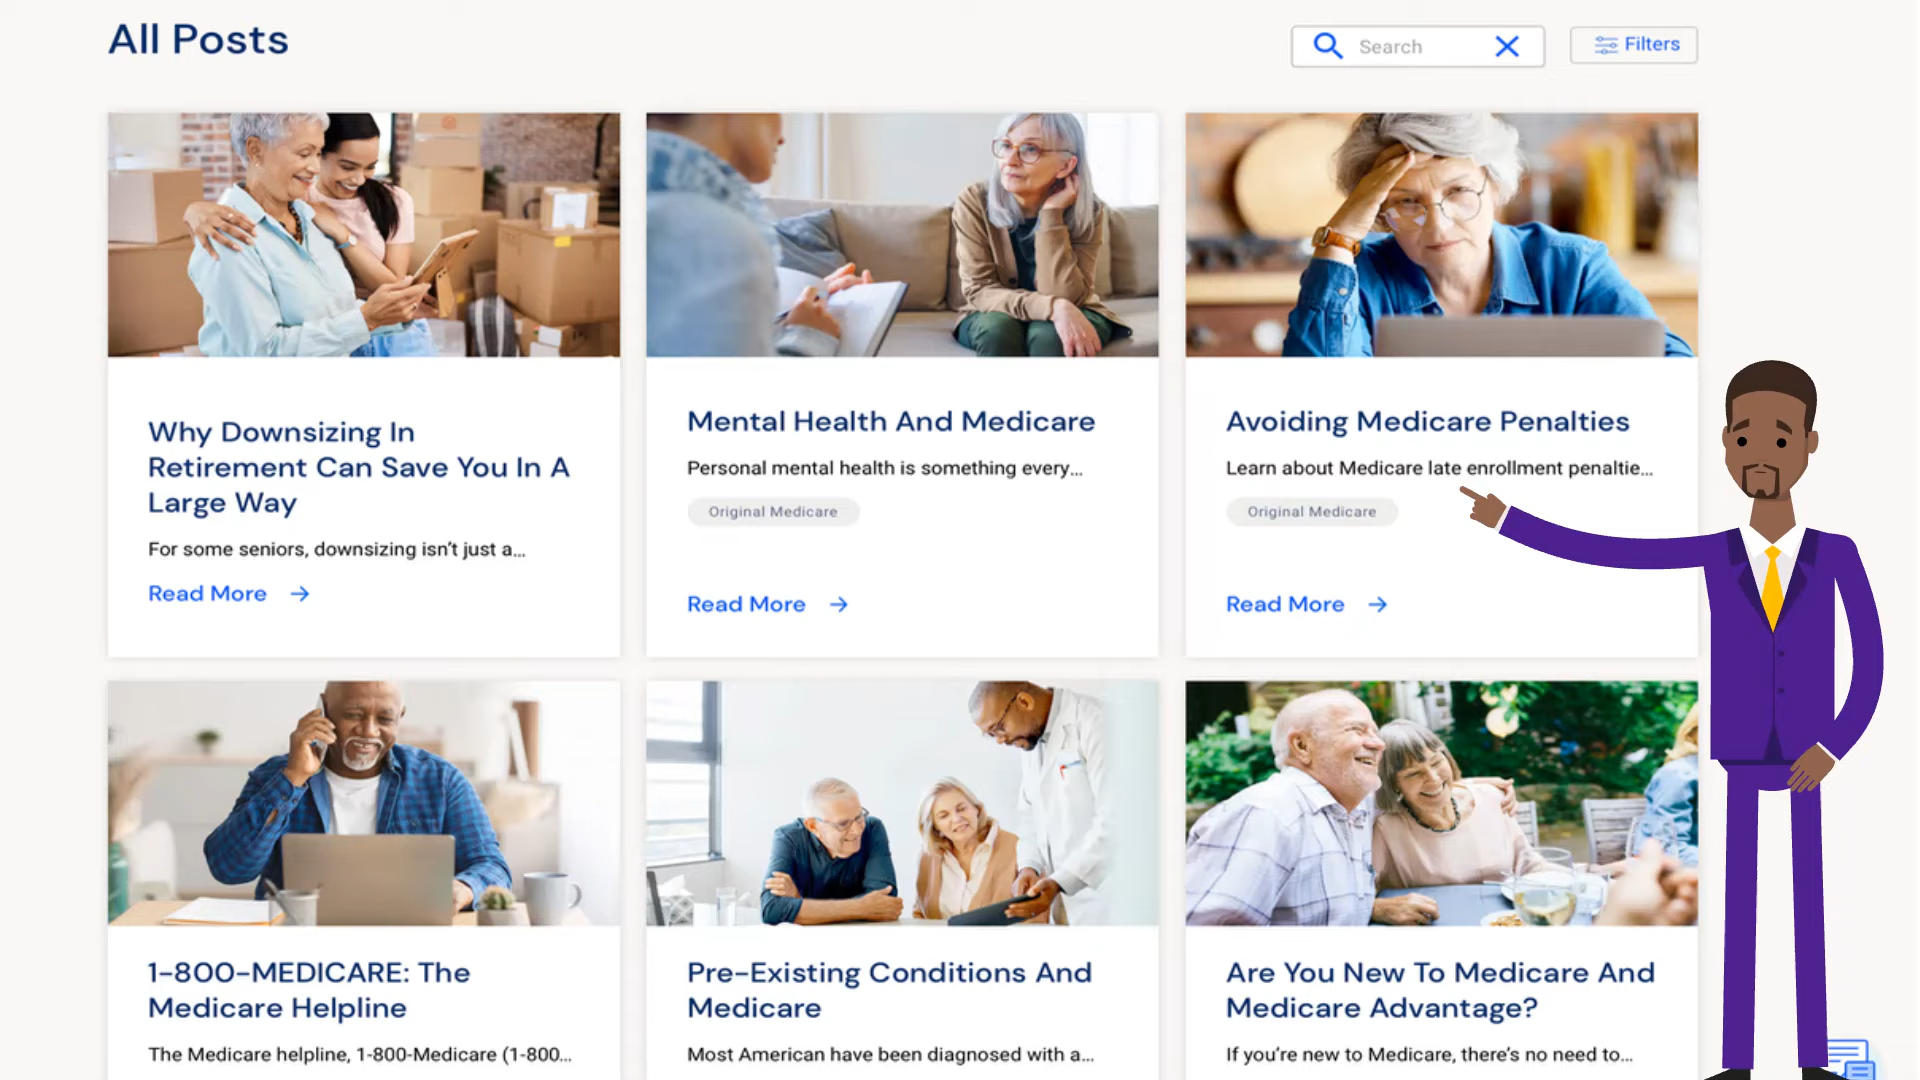 All Posts
Search
Filters
Why Downsizing In
Retirement Can Save You In A
Large Way
For some seniors, downsizing isn't just a...
Read More
Mental Health And Medicare
Personal mental health is something every...
Original Medicare
Read More
Avoiding Medicare Penalties
Learn about Medicare late enrollment penaltie...
Original Medicare
Read More
1-800-MEDICARE: The
Medicare Helpline
The Medicare helpline, 1-800-Medicare (1-800...
Pre-Existing Conditions And
Medicare
Most American have been diagnosed with a...
Are You New To Medicare And
Medicare Advantage?
If you're new to Medicare, there's no need to...